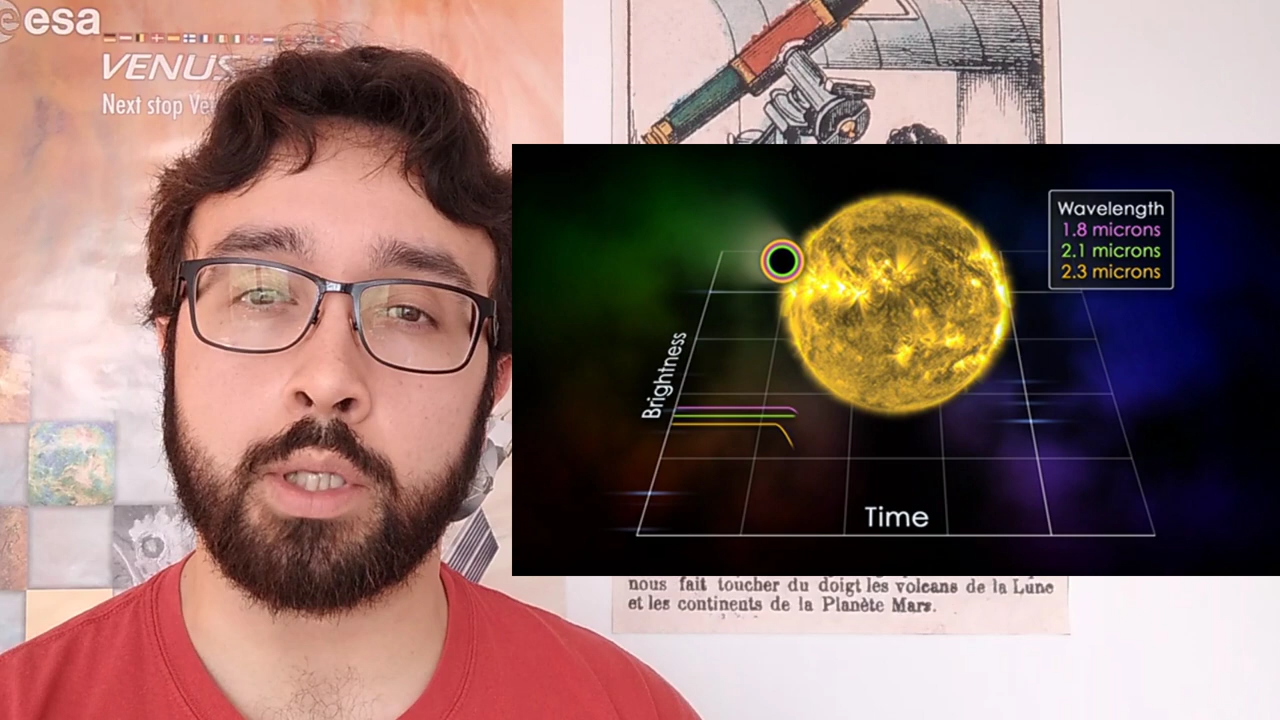 esa
VENUS
Next stop
Wavelength
1.8 microns
2.1 microns
2.3 microns
Brightness
Time
nous fait toucher du doigt les volcans de la Lune
et les continents de la Planète Mars.